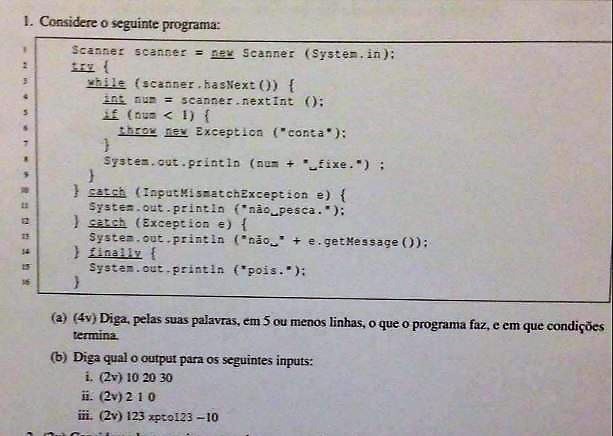 1. Considere o seguinte programa:
1 Scanner scanner = new Scanner (System.in);
2 try {
3 while (scanner.hasNext()) {
4 int num = scanner.nextInt ();
5 if (num < 1) {
6 throw new Exception ("conta");
7 }
8 System.out.println (num + "␣fixe.") ;
9 }
10 } catch (InputMismatchException e) {
11 System.out.println ("não␣pesca.");
12 } catch (Exception e) {
13 System.out.println ("não␣" + e.getMessage());
14 } finally {
15 System.out.println ("pois.");
16 }
(a) (4v) Diga, pelas suas palavras, em 5 ou menos linhas, o que o programa faz, e em que condições
termina.
(b) Diga qual o output para os seguintes inputs:
i. (2v) 10 20 30
ii. (2v) 2 1 0
iii. (2v) 123 xpto123 −10